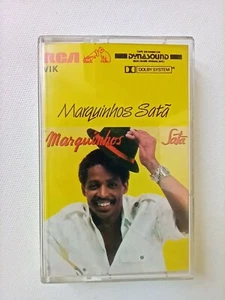 RCA
VIK
DYNASOUND
DOLBY SYSTEM
Marquinhos Satã
Marquinhos Satã